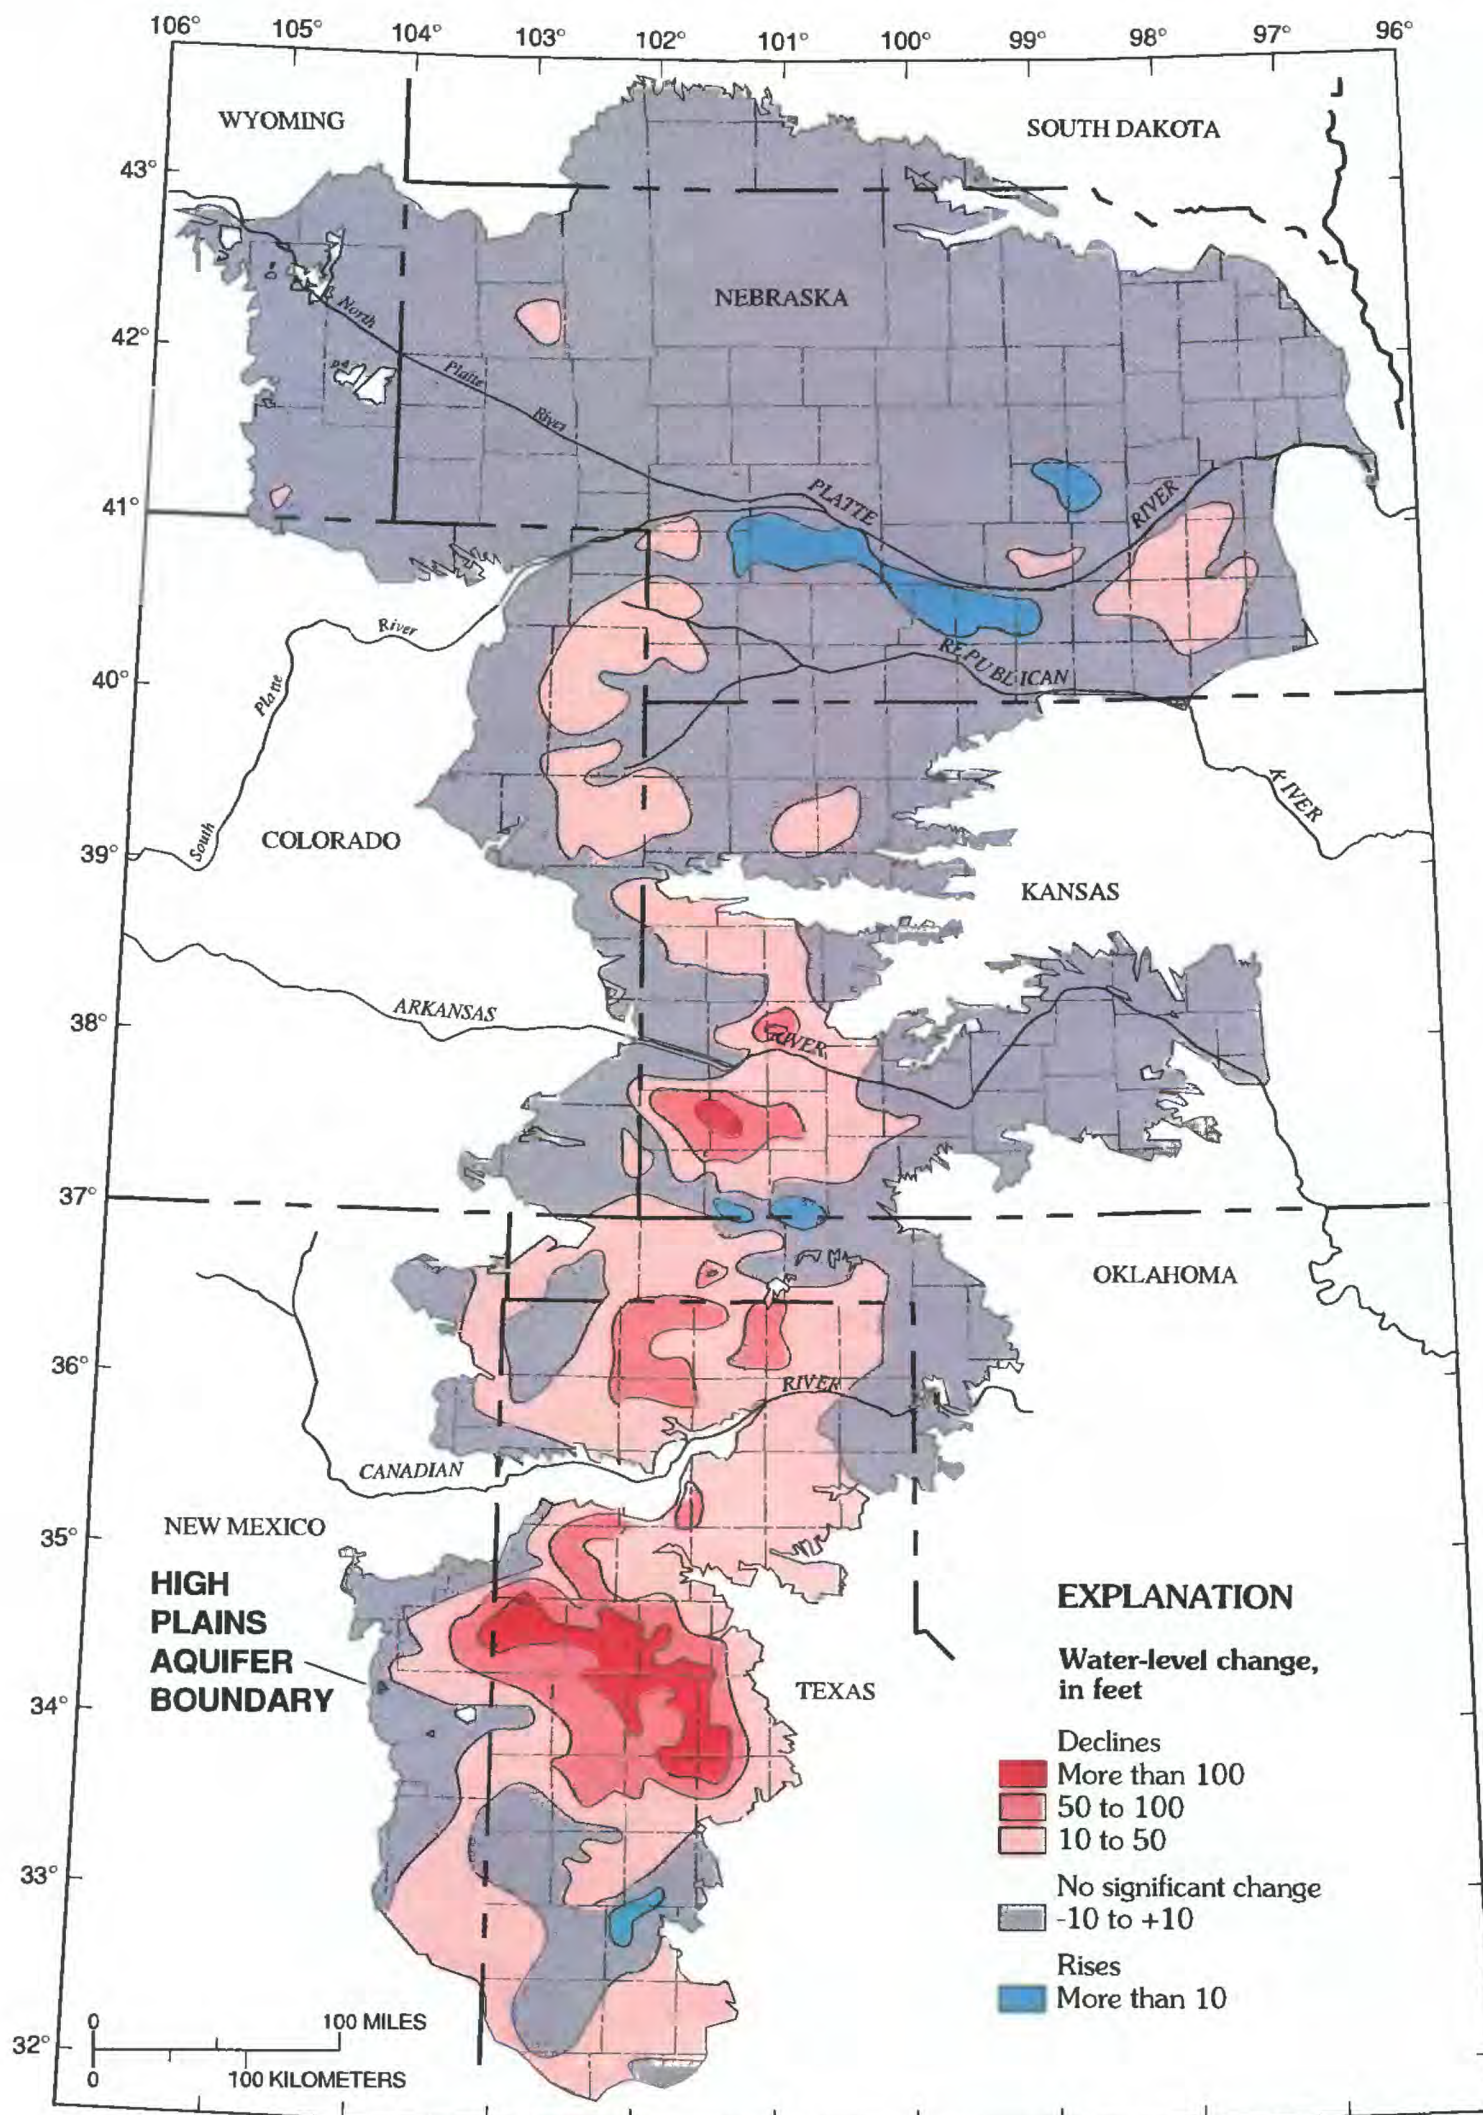 106° 105° 104° 103° 102° 101° 100° 99° 98° 97° 96°
WYOMING
SOUTH DAKOTA
43°
NEBRASKA
North
Platte
River
42°
PLATTE
RIVER
41°
River
Platte
South
REPUBLICAN
RIVER
40°
COLORADO
39°
KANSAS
ARKANSAS
RIVER
38°
37°
OKLAHOMA
36°
RIVER
CANADIAN
NEW MEXICO
35°
HIGH
PLAINS
AQUIFER
BOUNDARY
TEXAS
34°
33°
32°
EXPLANATION
Water-level change,
in feet
Declines
More than 100
50 to 100
10 to 50
No significant change
-10 to +10
Rises
More than 10
0 100 MILES
0 100 KILOMETERS